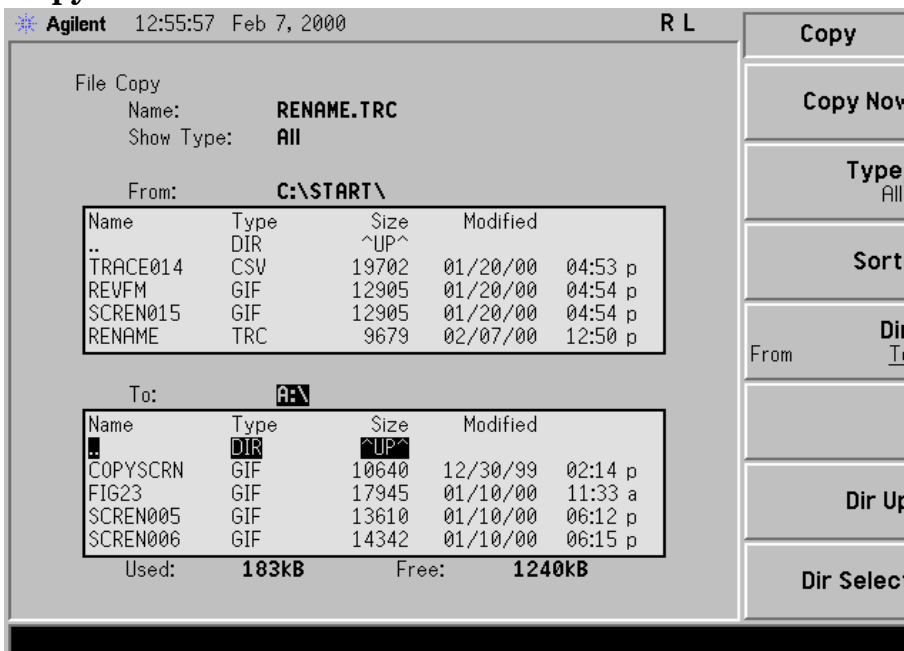 Agilent 12:55:57 Feb 7, 2000 R L
File Copy
Name: RENAME.TRC
Show Type: All
From: C:\START\
Name Type Size Modified
.. DIR ^UP^
TRACE014 CSV 19702 01/20/00 04:53 p
REVFM GIF 12905 01/20/00 04:54 p
SCREN015 GIF 12905 01/20/00 04:54 p
RENAME TRC 9679 02/07/00 12:50 p
To: A:\
Name Type Size Modified
.. DIR ^UP^
COPYSCRN GIF 10640 12/30/99 02:14 p
FIG23 GIF 17945 01/10/00 11:33 a
SCREN005 GIF 13610 01/10/00 06:12 p
SCREN006 GIF 14342 01/10/00 06:15 p
Used: 183kB Free: 1240kB
Copy
Copy Now
Type
All
Sort
Dir
From To
Dir Up
Dir Select